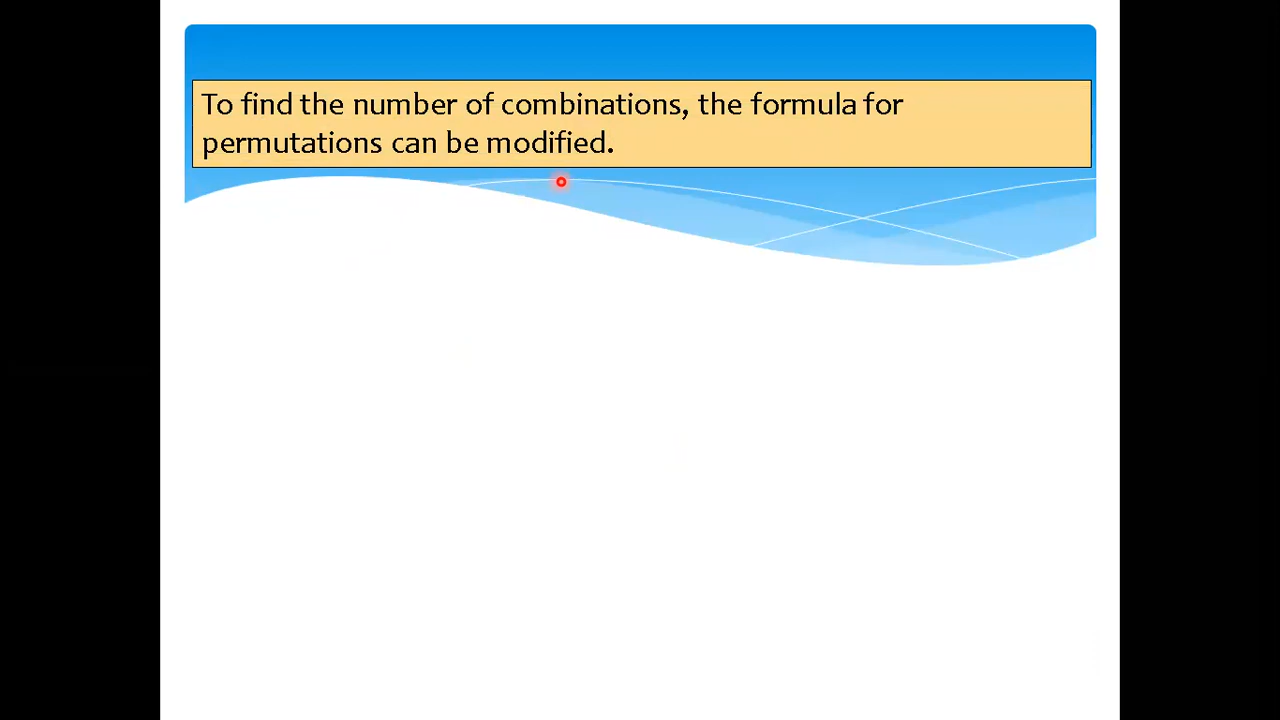 To find the number of combinations, the formula for
permutations can be modified.